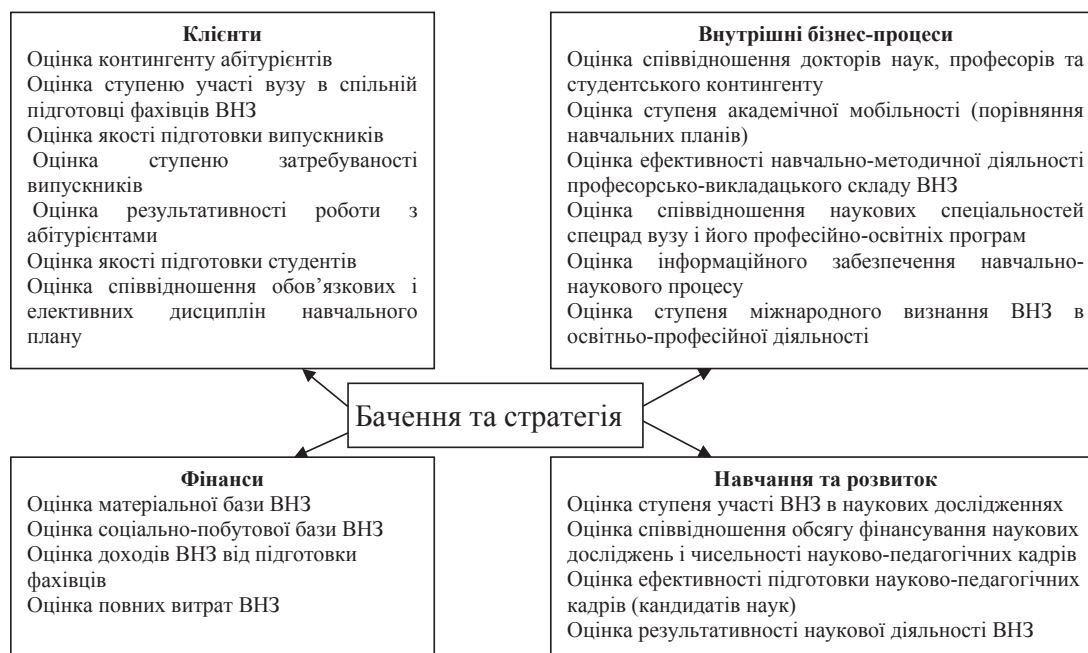 Клієнти
Оцінка контингенту абітурієнтів
Оцінка ступеню участі вузу в спільній
підготовці фахівців ВНЗ
Оцінка якості підготовки випускників
Оцінка ступеню затребуваності
випускників
Оцінка результативності роботи з
абітурієнтами
Оцінка якості підготовки студентів
Оцінка співвідношення обов’язкових і
елективних дисциплін навчального
плану
Внутрішні бізнес-процеси
Оцінка співвідношення докторів наук, професорів та
студентського контингенту
Оцінка ступеня академічної мобільності (порівняння
навчальних планів)
Оцінка ефективності навчально-методичної діяльності
професорсько-викладацького складу ВНЗ
Оцінка співвідношення наукових спеціальностей
спецрад вузу і його професійно-освітніх програм
Оцінка інформаційного забезпечення навчально-
наукового процесу
Оцінка ступеня міжнародного визнання ВНЗ в
освітньо-професійної діяльності
Бачення та стратегія
Фінанси
Оцінка матеріальної бази ВНЗ
Оцінка соціально-побутової бази ВНЗ
Оцінка доходів ВНЗ від підготовки
фахівців
Оцінка повних витрат ВНЗ
Навчання та розвиток
Оцінка ступеня участі ВНЗ в наукових дослідженнях
Оцінка співвідношення обсягу фінансування наукових
досліджень і чисельності науково-педагогічних кадрів
Оцінка ефективності підготовки науково-педагогічних
кадрів (кандидатів наук)
Оцінка результативності наукової діяльності ВНЗ